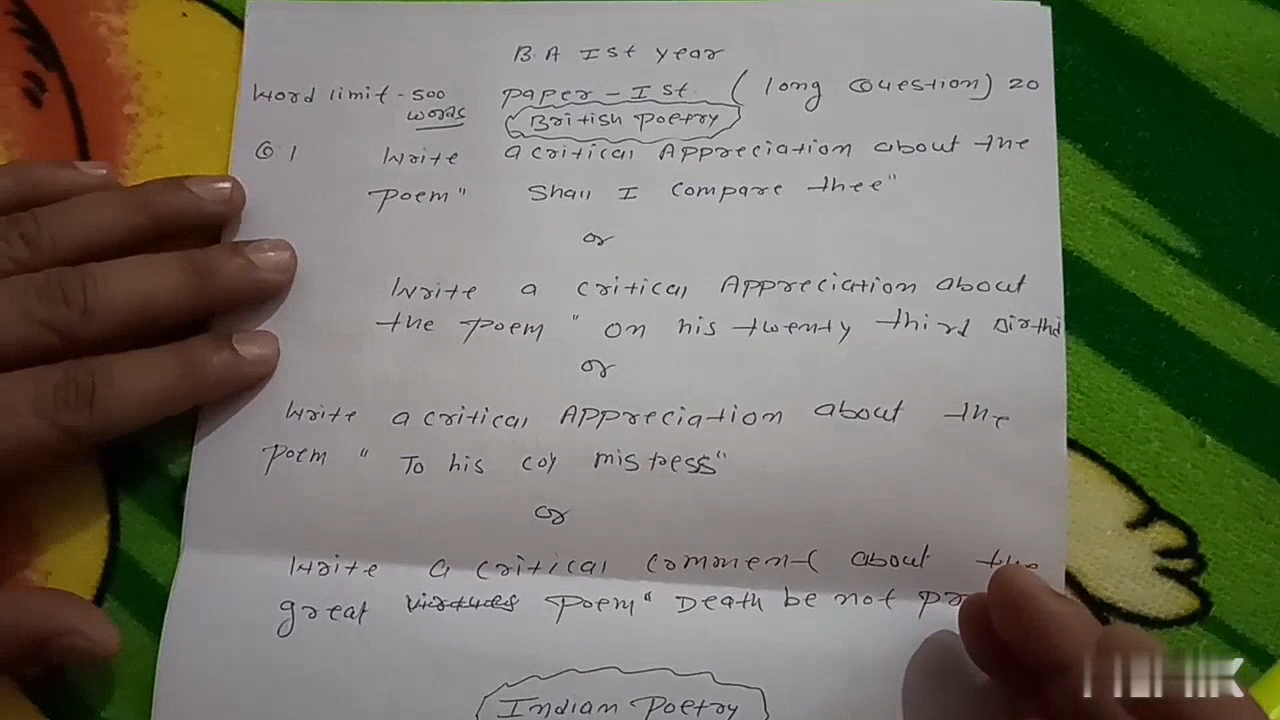 B.A Ist year
Word limit - 500 words
paper - Ist (long Question) 20
British Poetry
Q1 Write a critical Appreciation about the
Poem" Shall I compare thee"
or
Write a critical Appreciation about
the poem " on his twenty third Birthd
or
Write a critical Appreciation about the
Poem " To his coy mistress"
or
Write a critical comment about the
great poem" Death be not pr
Indian Poetry